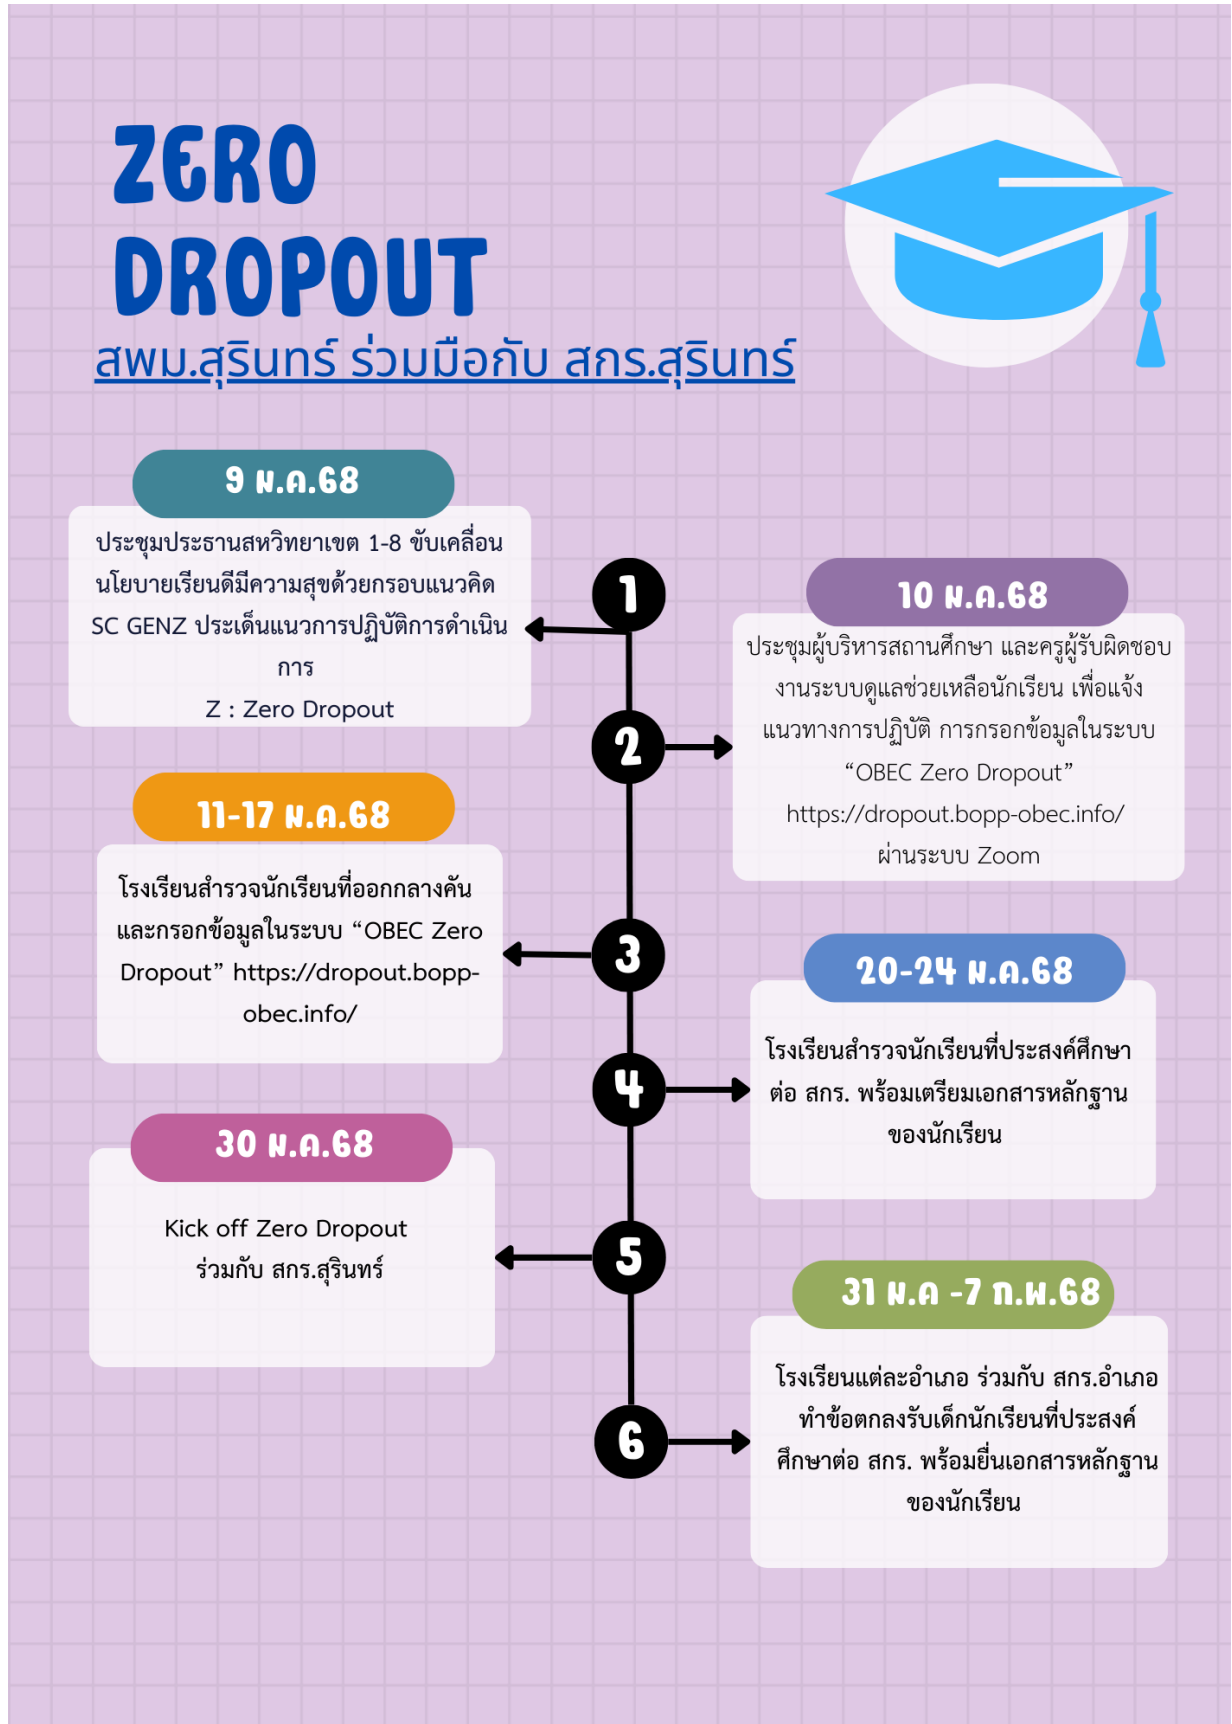 ZERO
DROPOUT
สพม.สุรินทร์ ร่วมมือกับ สกร.สุรินทร์
9 ม.ค.68
ประชุมประธานสหวิทยาเขต 1-8 ขับเคลื่อน
นโยบายเรียนดีมีความสุขด้วยกรอบแนวคิด
SC GENZ ประเด็นแนวการปฏิบัติการดำเนิน
การ
Z : Zero Dropout
1
10 ม.ค.68
ประชุมผู้บริหารสถานศึกษา และครูผู้รับผิดชอบ
งานระบบดูแลช่วยเหลือนักเรียน เพื่อแจ้ง
แนวทางการปฏิบัติ การกรอกข้อมูลในระบบ
“OBEC Zero Dropout”
https://dropout.bopp-obec.info/
ผ่านระบบ Zoom
2
11-17 ม.ค.68
โรงเรียนสำรวจนักเรียนที่ออกกลางคัน
และกรอกข้อมูลในระบบ “OBEC Zero
Dropout” https://dropout.bopp-
obec.info/
3
20-24 ม.ค.68
โรงเรียนสำรวจนักเรียนที่ประสงค์ศึกษา
ต่อ สกร. พร้อมเตรียมเอกสารหลักฐาน
ของนักเรียน
4
30 ม.ค.68
Kick off Zero Dropout
ร่วมกับ สกร.สุรินทร์
5
31 ม.ค -7 ก.พ.68
โรงเรียนแต่ละอำเภอ ร่วมกับ สกร.อำเภอ
ทำข้อตกลงรับเด็กนักเรียนที่ประสงค์
ศึกษาต่อ สกร. พร้อมยื่นเอกสารหลักฐาน
ของนักเรียน
6